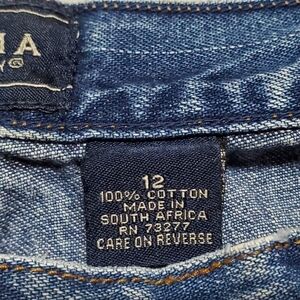 12
100% COTTON
MADE IN
SOUTH AFRICA
RN 73277
CARE ON REVERSE